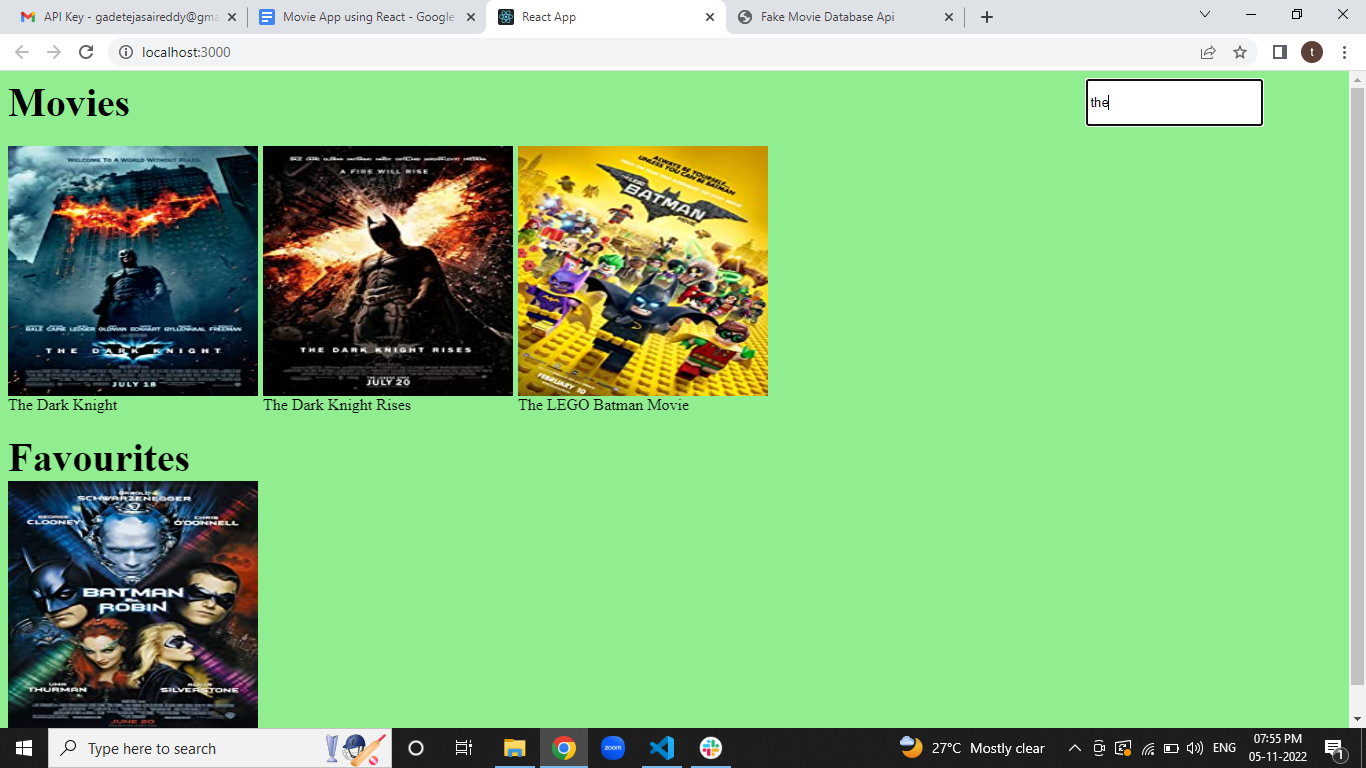 API Key - gadetejasaireddy@gma
Movie App using React - Google
React App
Fake Movie Database Api
localhost:3000
t
Movies
the
WELCOME TO A WORLD WITHOUT RULES.
BALE CAINE LEDGER OLDMAN ECKHART GYLLENHAAL FREEMAN
THE DARK KNIGHT
JULY 18
A FIRE WILL RISE
THE DARK KNIGHT RISES
JULY 20
ALWAYS BE YOURSELF...
UNLESS YOU CAN BE BATMAN
BATMAN
MOVIE
FEBRUARY 10
The Dark Knight
The Dark Knight Rises
The LEGO Batman Movie
Favourites
ARNOLD
SCHWARZENEGGER
GEORGE
CLOONEY
CHRIS
O'DONNELL
BATMAN
ROBIN
UMA
THURMAN
ALICIA
SILVERSTONE
JUNE 20
Type here to search
zoom
27°C Mostly clear
ENG
07:55 PM
05-11-2022
1